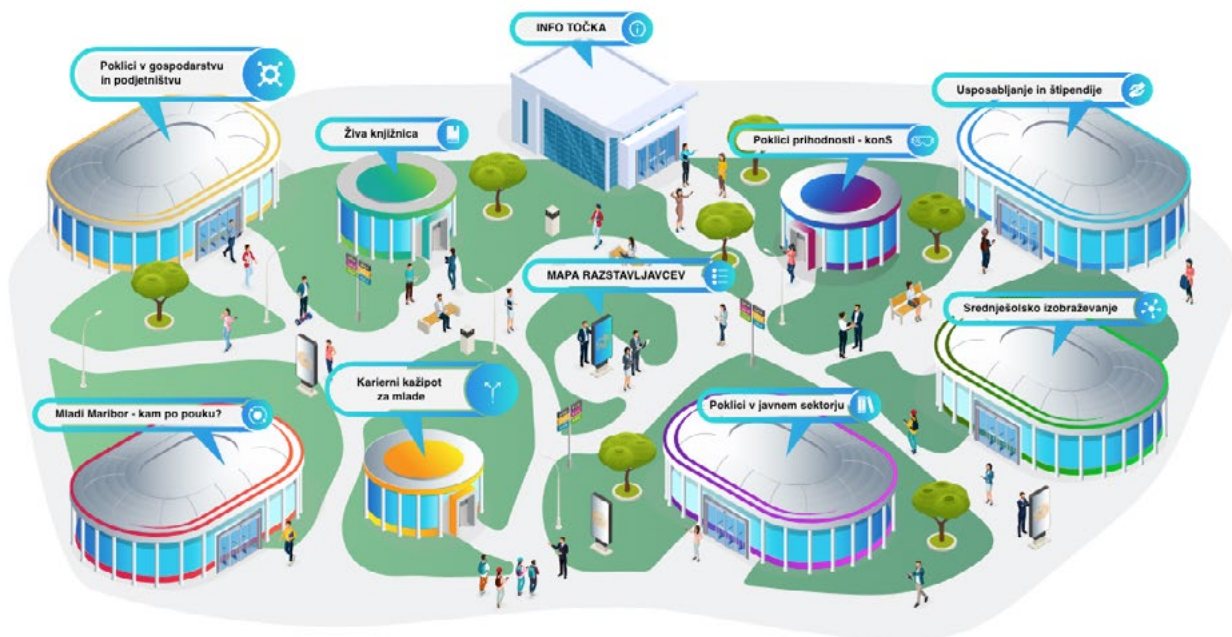 INFO TOČKA
Poklici v gospodarstvu
in podjetništvu
Usposabljanje in štipendije
Živa knjižnica
Poklici prihodnosti - konS
MAPA RAZSTAVLJAVCEV
Srednješolsko izobraževanje
Karierni kažipot
za mlade
Mladi Maribor - kam po pouku?
Poklici v javnem sektorju